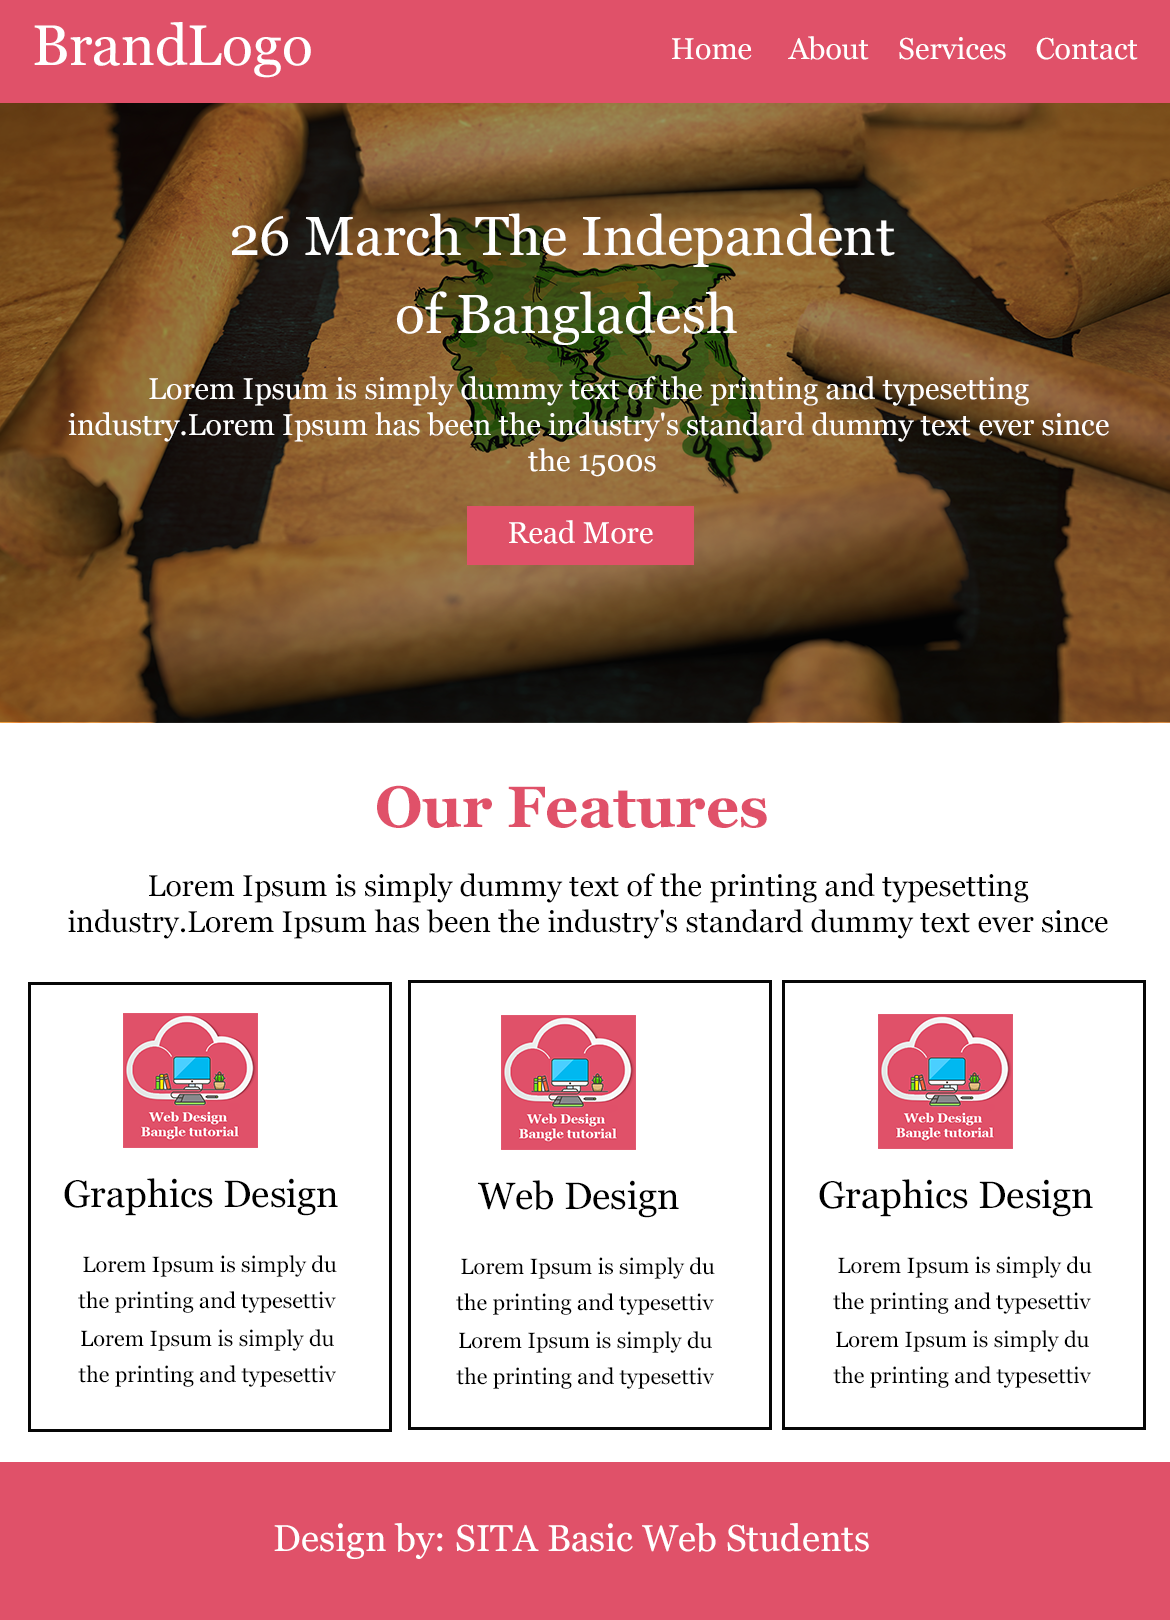 BrandLogo
Home About Services Contact
26 March The Indepandent
of Bangladesh
Lorem Ipsum is simply dummy text of the printing and typesetting
industry.Lorem Ipsum has been the industry's standard dummy text ever since
the 1500s
Read More
Our Features
Lorem Ipsum is simply dummy text of the printing and typesetting
industry.Lorem Ipsum has been the industry's standard dummy text ever since
Web Design
Bangle tutorial
Graphics Design
Lorem Ipsum is simply du
the printing and typesettiv
Lorem Ipsum is simply du
the printing and typesettiv
Web Design
Bangle tutorial
Web Design
Lorem Ipsum is simply du
the printing and typesettiv
Lorem Ipsum is simply du
the printing and typesettiv
Web Design
Bangle tutorial
Graphics Design
Lorem Ipsum is simply du
the printing and typesettiv
Lorem Ipsum is simply du
the printing and typesettiv
Design by: SITA Basic Web Students